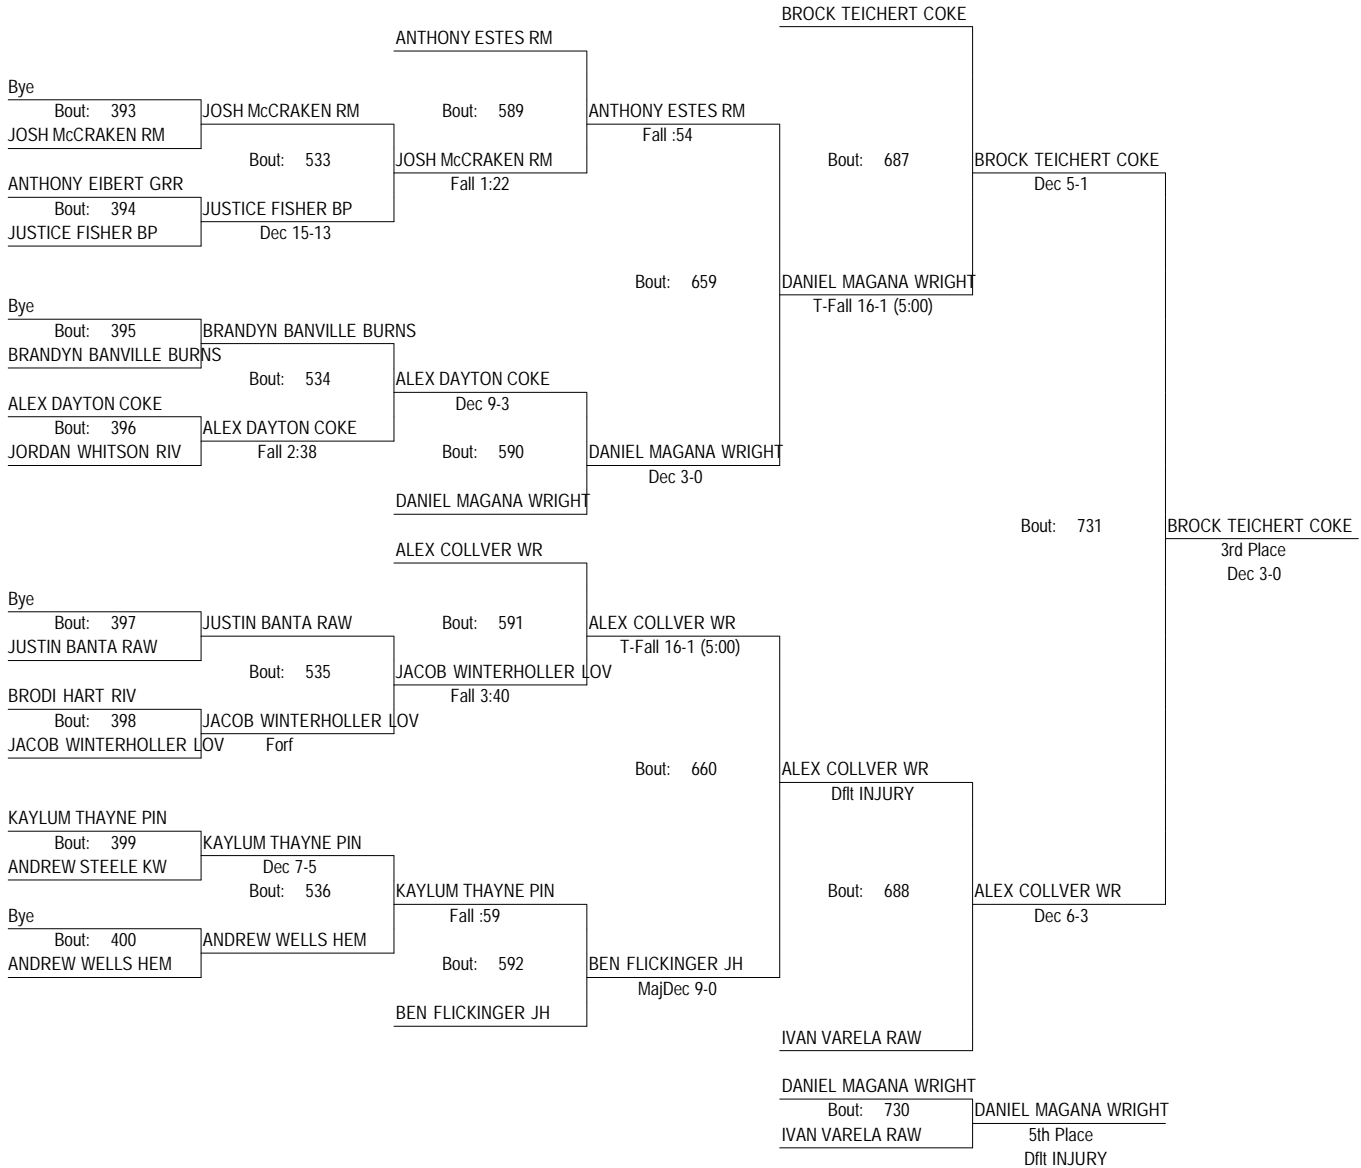 BROCK TEICHERT COKE
ANTHONY ESTES RM
Bye
Bout: 393 JOSH McCRAKEN RM Bout: 589 ANTHONY ESTES RM
JOSH McCRAKEN RM Fall :54
Bout: 533 JOSH McCRAKEN RM Bout: 687 BROCK TEICHERT COKE
ANTHONY EIBERT GRR Fall 1:22 Dec 5-1
Bout: 394 JUSTICE FISHER BP
JUSTICE FISHER BP Dec 15-13
Bout: 659 DANIEL MAGANA WRIGHT
Bye T-Fall 16-1 (5:00)
Bout: 395 BRANDYN BANVILLE BURNS
BRANDYN BANVILLE BURNS
Bout: 534 ALEX DAYTON COKE
ALEX DAYTON COKE Dec 9-3
Bout: 396 ALEX DAYTON COKE
JORDAN WHITSON RIV Fall 2:38 Bout: 590 DANIEL MAGANA WRIGHT
Dec 3-0
DANIEL MAGANA WRIGHT
Bout: 731 BROCK TEICHERT COKE
ALEX COLLVER WR 3rd Place
Dec 3-0
Bye
Bout: 397 JUSTIN BANTA RAW Bout: 591 ALEX COLLVER WR
JUSTIN BANTA RAW T-Fall 16-1 (5:00)
Bout: 535 JACOB WINTERHOLLER LOV
BRODI HART RIV Fall 3:40
Bout: 398 JACOB WINTERHOLLER LOV
JACOB WINTERHOLLER LOV Forf
Bout: 660 ALEX COLLVER WR
Dflt INJURY
KAYLUM THAYNE PIN
Bout: 399 KAYLUM THAYNE PIN
ANDREW STEELE KW Dec 7-5
Bout: 536 KAYLUM THAYNE PIN Bout: 688 ALEX COLLVER WR
Bye Fall :59 Dec 6-3
Bout: 400 ANDREW WELLS HEM
ANDREW WELLS HEM Bout: 592 BEN FLICKINGER JH
MajDec 9-0
BEN FLICKINGER JH
IVAN VARELA RAW
DANIEL MAGANA WRIGHT
Bout: 730 DANIEL MAGANA WRIGHT
IVAN VARELA RAW 5th Place
Dflt INJURY